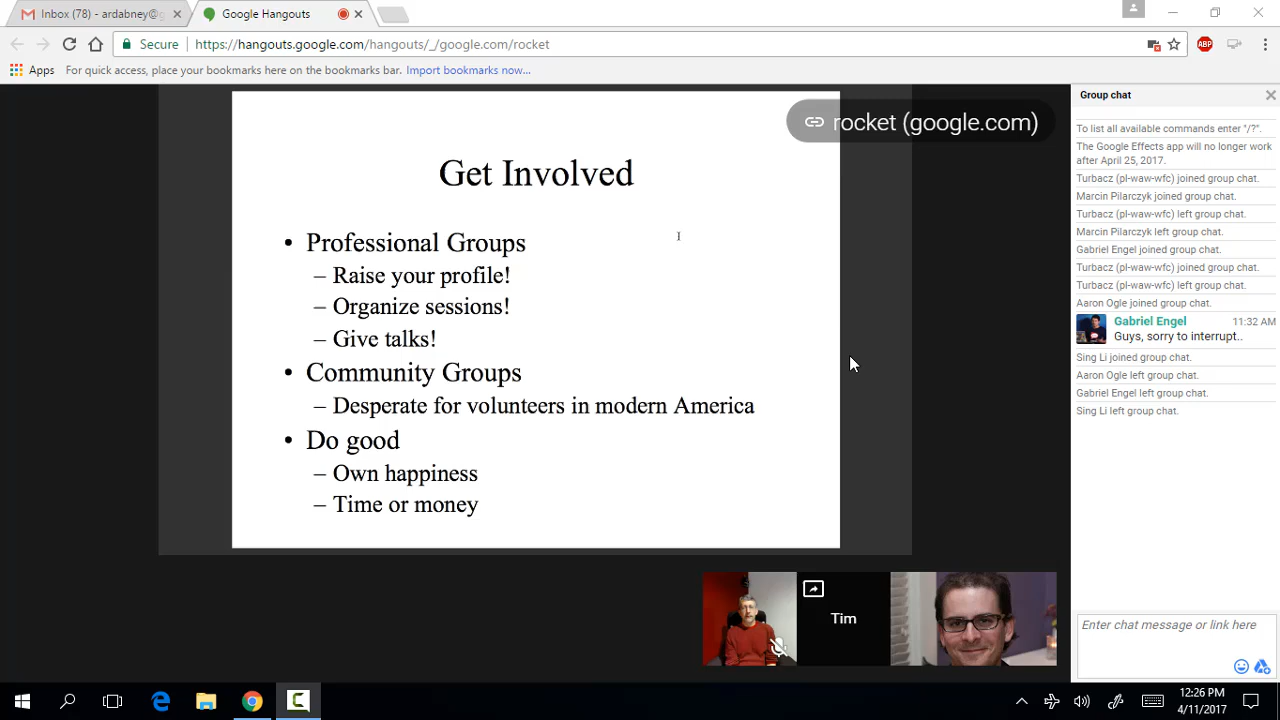 Inbox (78) - ardabney@g
Google Hangouts
Secure
https://hangouts.google.com/hangouts/_/google.com/rocket
ABP
Apps
For quick access, place your bookmarks here on the bookmarks bar. Import bookmarks now...
rocket (google.com)
Get Involved
• Professional Groups
– Raise your profile!
– Organize sessions!
– Give talks!
• Community Groups
– Desperate for volunteers in modern America
• Do good
– Own happiness
– Time or money
Tim
Group chat
To list all available commands enter "/?".
The Google Effects app will no longer work
after April 25, 2017.
Turbacz (pl-waw-wfc) joined group chat.
Marcin Pilarczyk joined group chat.
Turbacz (pl-waw-wfc) left group chat.
Marcin Pilarczyk left group chat.
Gabriel Engel joined group chat.
Turbacz (pl-waw-wfc) joined group chat.
Turbacz (pl-waw-wfc) left group chat.
Aaron Ogle joined group chat.
Gabriel Engel 11:32 AM
Guys, sorry to interrupt..
Sing Li joined group chat.
Aaron Ogle left group chat.
Gabriel Engel left group chat.
Sing Li left group chat.
Enter chat message or link here
12:26 PM
4/11/2017